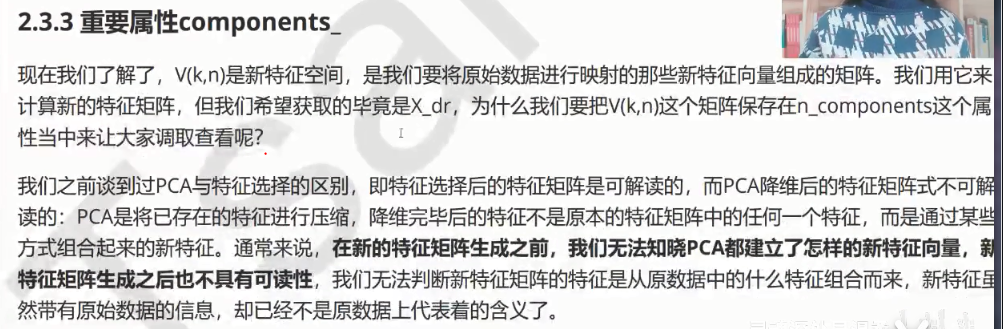 2.3.3 重要属性components_
现在我们了解了，V(k,n)是新特征空间，是我们要将原始数据进行映射的那些新特征向量组成的矩阵。我们用它来
计算新的特征矩阵，但我们希望获取的毕竟是X_dr，为什么我们要把V(k,n)这个矩阵保存在n_components这个属
性当中来让大家调取查看呢？
我们之前谈到过PCA与特征选择的区别，即特征选择后的特征矩阵是可解读的，而PCA降维后的特征矩阵式不可解
读的：PCA是将已存在的特征进行压缩，降维完毕后的特征不是原本的特征矩阵中的任何一个特征，而是通过某些
方式组合起来的新特征。通常来说，在新的特征矩阵生成之前，我们无法知晓PCA都建立了怎样的新特征向量，新
特征矩阵生成之后也不具有可读性，我们无法判断新特征矩阵的特征是从原数据中的什么特征组合而来，新特征虽
然带有原始数据的信息，却已经不是原数据上代表着的含义了。
Tsai